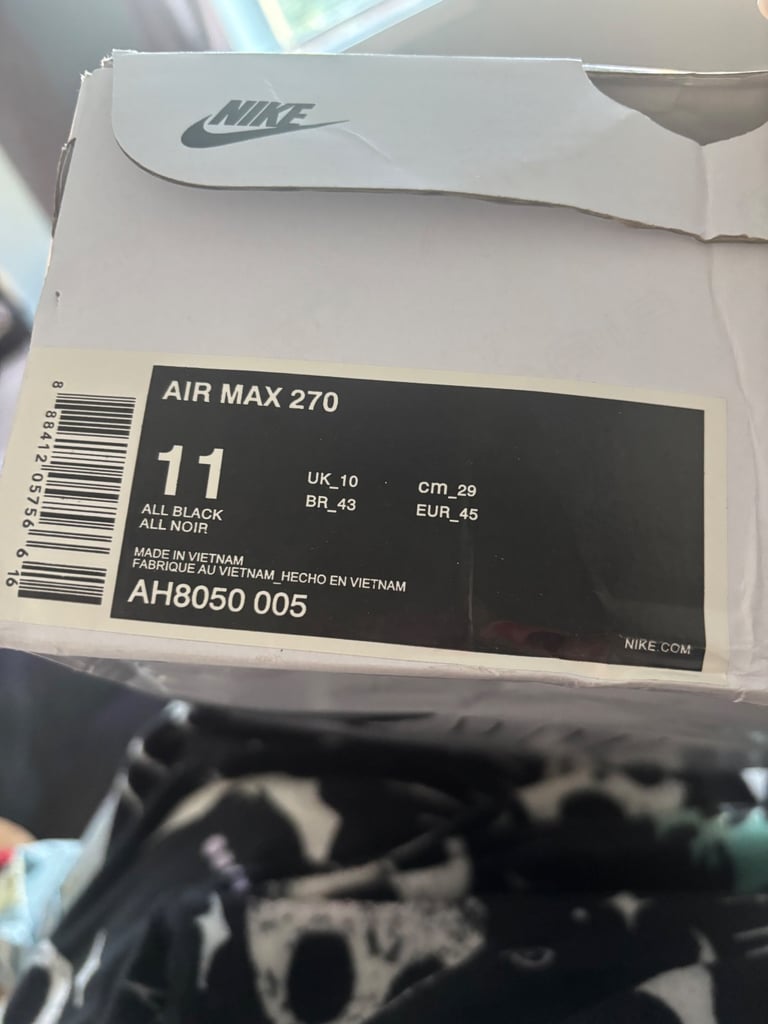 NIKE
AIR MAX 270
11
UK_10
cm_29
BR_43
EUR_45
ALL BLACK
ALL NOIR
MADE IN VIETNAM
FABRIQUE AU VIETNAM_HECHO EN VIETNAM
AH8050 005
NIKE.COM
8 88412 05756 6 16